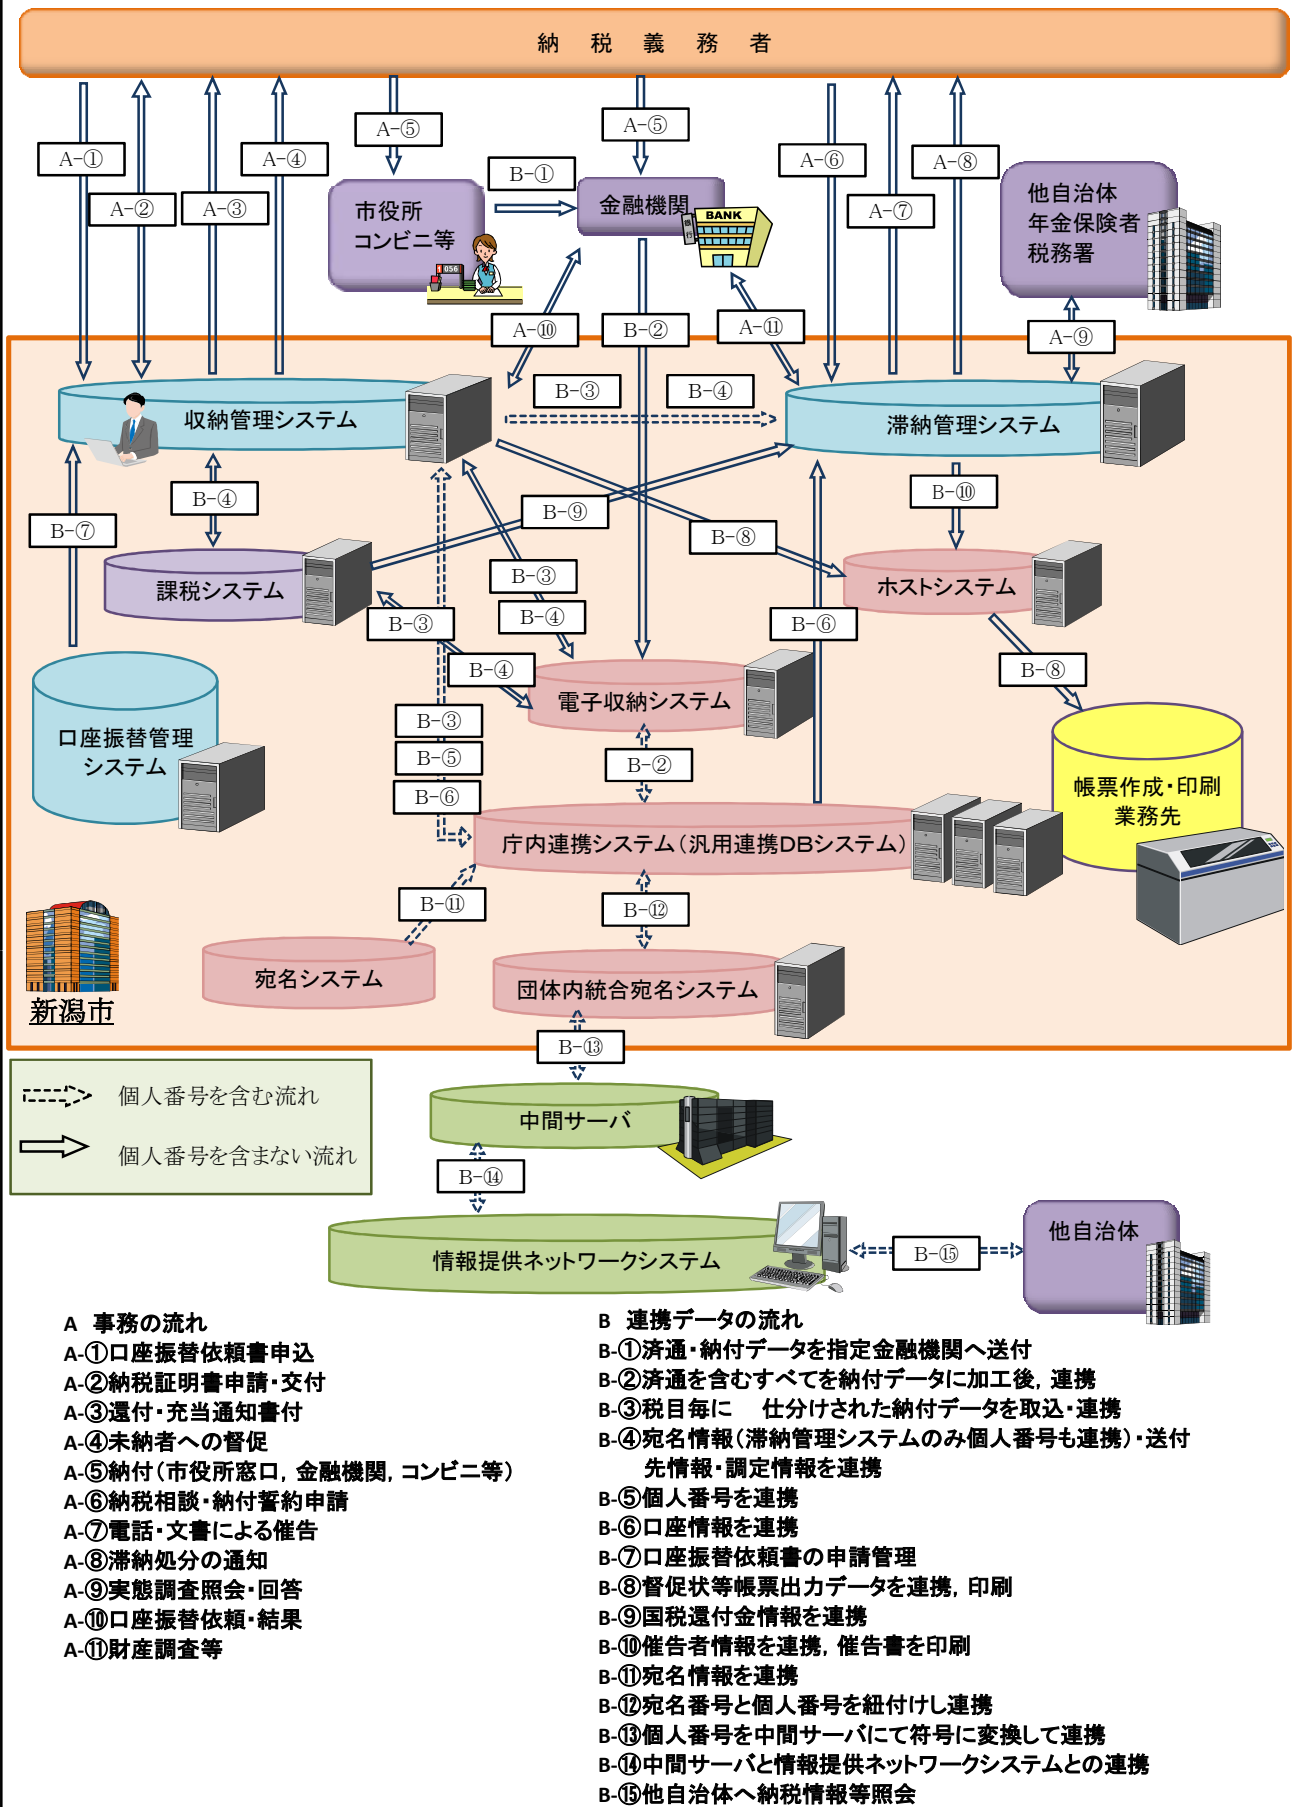 納 税 義 務 者
A-①
A-②
A-③
A-④
A-⑤
A-⑤
A-⑥
A-⑦
A-⑧
B-①
市役所
コンビニ等
056
金融機関
銀行
BANK
他自治体
年金保険者
税務署
A-⑩
B-②
A-⑪
A-⑨
収納管理システム
B-③
B-④
滞納管理システム
B-④
B-⑦
B-⑨
B-⑧
B-⑩
課税システム
B-③
B-④
ホストシステム
B-③
B-④
B-⑥
B-⑧
口座振替管理
システム
電子収納システム
B-③
B-⑤
B-⑥
B-②
帳票作成・印刷
業務先
庁内連携システム(汎用連携DBシステム)
B-⑪
B-⑫
宛名システム
団体内統合宛名システム
新潟市
B-⑬
個人番号を含む流れ
個人番号を含まない流れ
中間サーバ
B-⑭
情報提供ネットワークシステム
B-⑮
他自治体
A 事務の流れ
A-①口座振替依頼書申込
A-②納税証明書申請・交付
A-③還付・充当通知書付
A-④未納者への督促
A-⑤納付(市役所窓口, 金融機関, コンビニ等)
A-⑥納税相談・納付誓約申請
A-⑦電話・文書による催告
A-⑧滞納処分の通知
A-⑨実態調査照会・回答
A-⑩口座振替依頼・結果
A-⑪財産調査等
B 連携データの流れ
B-①済通・納付データを指定金融機関へ送付
B-②済通を含むすべてを納付データに加工後, 連携
B-③税目毎に 仕分けされた納付データを取込・連携
B-④宛名情報(滞納管理システムのみ個人番号も連携)・送付
先情報・調定情報を連携
B-⑤個人番号を連携
B-⑥口座情報を連携
B-⑦口座振替依頼書の申請管理
B-⑧督促状等帳票出力データを連携, 印刷
B-⑨国税還付金情報を連携
B-⑩催告者情報を連携, 催告書を印刷
B-⑪宛名情報を連携
B-⑫宛名番号と個人番号を紐付けし連携
B-⑬個人番号を中間サーバにて符号に変換して連携
B-⑭中間サーバと情報提供ネットワークシステムとの連携
B-⑮他自治体へ納税情報等照会